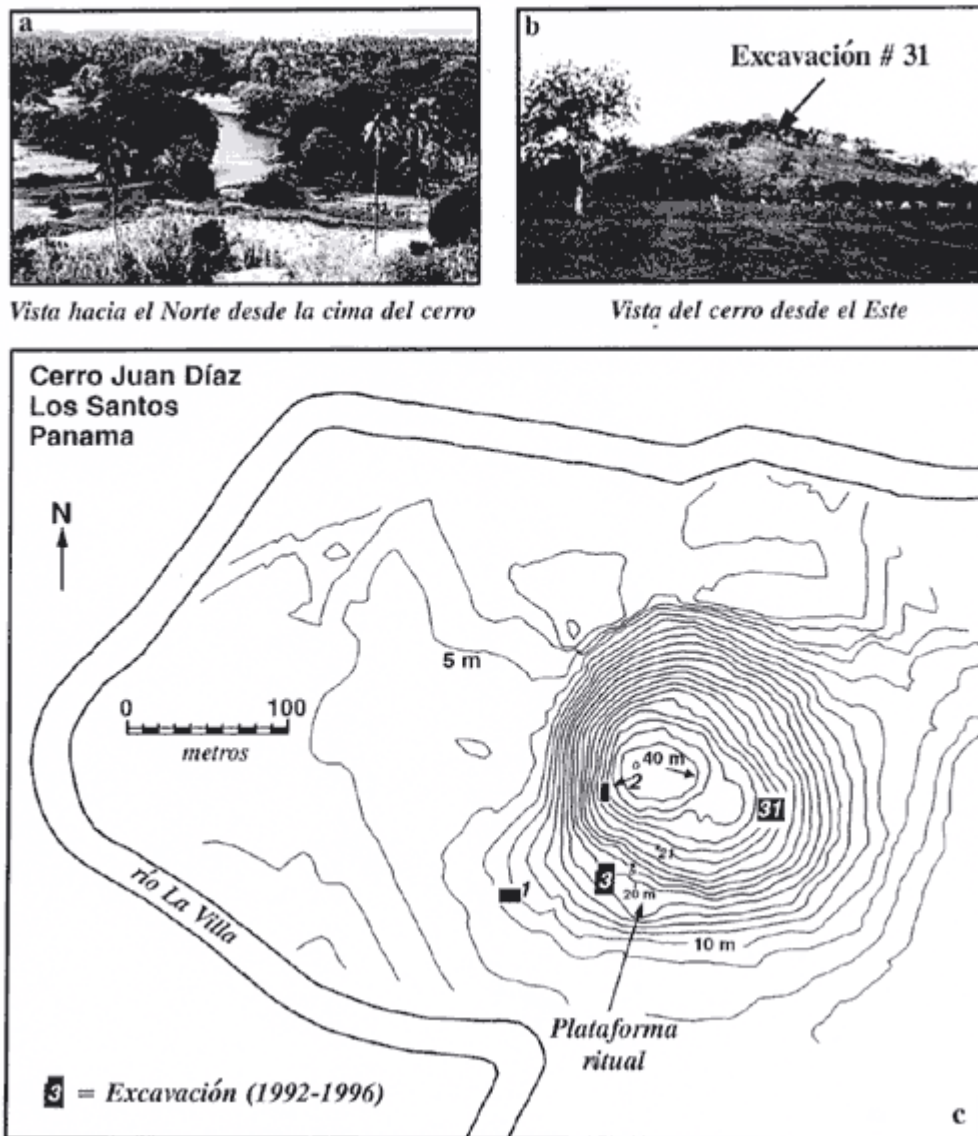 a
b
Excavación # 31
Vista hacia el Norte desde la cima del cerro
Vista del cerro desde el Este
Cerro Juan Díaz
Los Santos
Panama
N
5 m
0 100
metros
40 m
2
31
21
3
20 m
1
10 m
río La Villa
Plataforma
ritual
3 = Excavación (1992-1996)
c